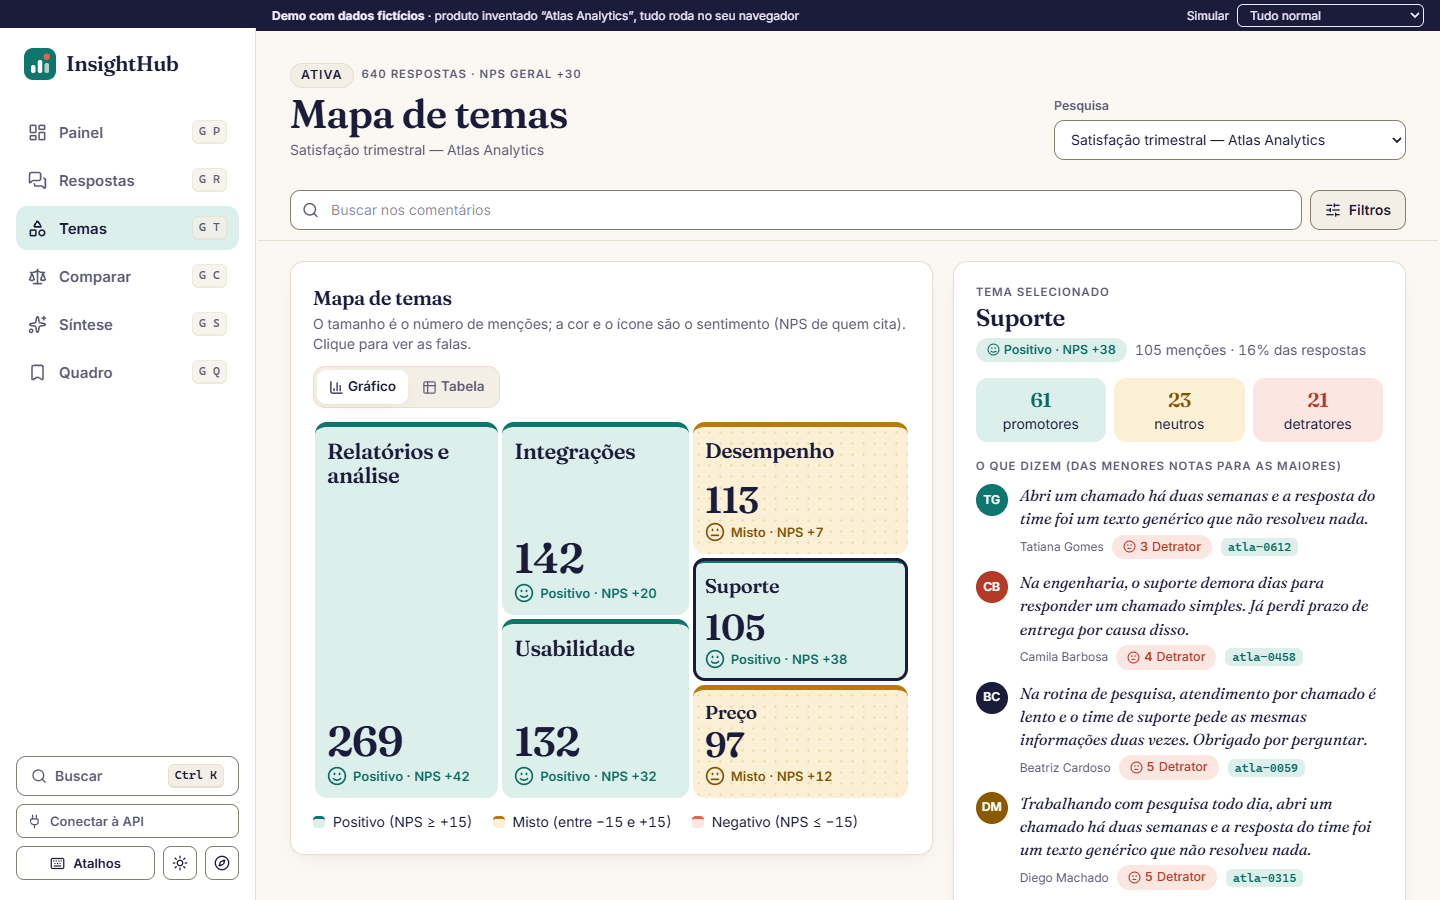 Demo com dados fictícios · produto inventado “Atlas Analytics”, tudo roda no seu navegador
Simular
Tudo normal
InsightHub
Painel
G P
Respostas
G R
Temas
G T
Comparar
G C
Síntese
G S
Quadro
G Q
Buscar
Ctrl K
Conectar à API
Atalhos
ATIVA
640 RESPOSTAS · NPS GERAL +30
Mapa de temas
Satisfação trimestral — Atlas Analytics
Pesquisa
Satisfação trimestral — Atlas Analytics
Buscar nos comentários
Filtros
Mapa de temas
O tamanho é o número de menções; a cor e o ícone são o sentimento (NPS de quem cita).
Clique para ver as falas.
Gráfico
Tabela
Relatórios e
análise
269
Positivo · NPS +42
Integrações
142
Positivo · NPS +20
Usabilidade
132
Positivo · NPS +32
Desempenho
113
Misto · NPS +7
Suporte
105
Positivo · NPS +38
Preço
97
Misto · NPS +12
Positivo (NPS ≥ +15)
Misto (entre −15 e +15)
Negativo (NPS ≤ −15)
TEMA SELECIONADO
Suporte
Positivo · NPS +38
105 menções · 16% das respostas
61
promotores
23
neutros
21
detratores
O QUE DIZEM (DAS MENORES NOTAS PARA AS MAIORES)
TG
Abri um chamado há duas semanas e a resposta do
time foi um texto genérico que não resolveu nada.
Tatiana Gomes
3 Detrator
atla-0612
CB
Na engenharia, o suporte demora dias para
responder um chamado simples. Já perdi prazo de
entrega por causa disso.
Camila Barbosa
4 Detrator
atla-0458
BC
Na rotina de pesquisa, atendimento por chamado é
lento e o time de suporte pede as mesmas
informações duas vezes. Obrigado por perguntar.
Beatriz Cardoso
5 Detrator
atla-0059
DM
Trabalhando com pesquisa todo dia, abri um
chamado há duas semanas e a resposta do time foi
um texto genérico que não resolveu nada.
Diego Machado
5 Detrator
atla-0315